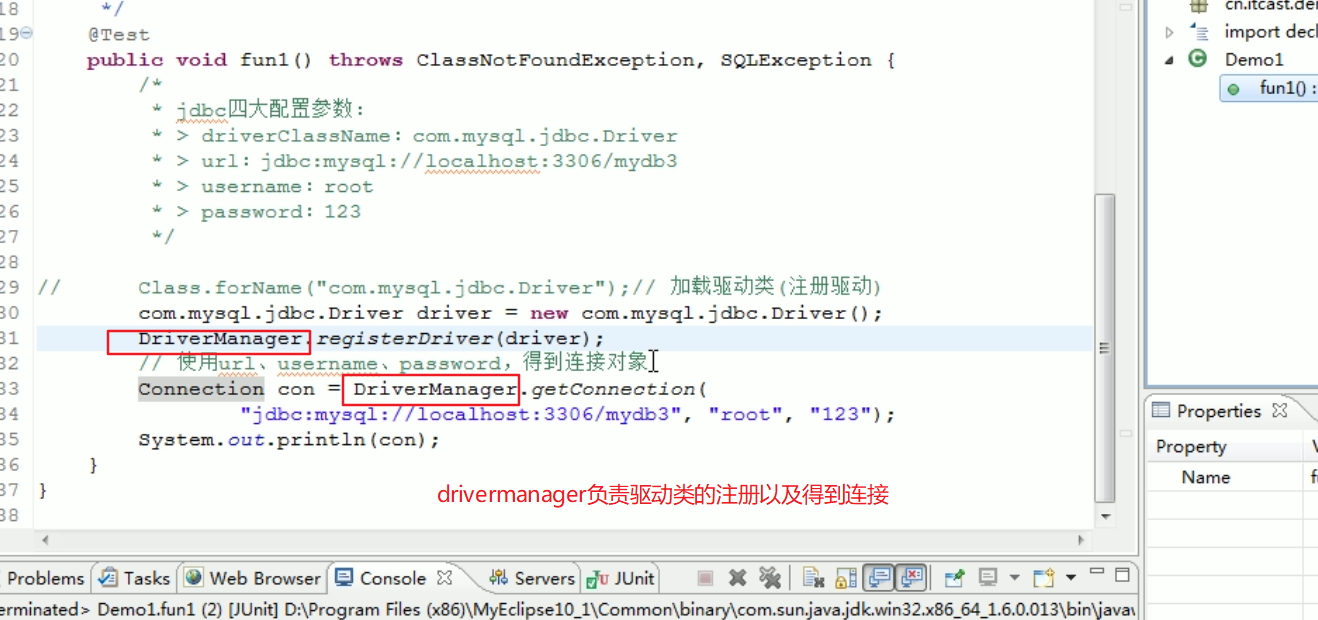 18 */
19 @Test
20 public void fun1() throws ClassNotFoundException, SQLException {
21 /*
22 * jdbc四大配置参数：
23 * > driverClassName：com.mysql.jdbc.Driver
24 * > url：jdbc:mysql://localhost:3306/mydb3
25 * > username：root
26 * > password：123
27 */
28
29 // Class.forName("com.mysql.jdbc.Driver");// 加载驱动类(注册驱动)
30 com.mysql.jdbc.Driver driver = new com.mysql.jdbc.Driver();
31 DriverManager.registerDriver(driver);
32 // 使用url、username、password，得到连接对象
33 Connection con = DriverManager.getConnection(
34 "jdbc:mysql://localhost:3306/mydb3", "root", "123");
35 System.out.println(con);
36 }
37 }
38
drivermanager负责驱动类的注册以及得到连接
cn.itcast.de
import decl
Demo1
fun1() :
Properties
Property
Name
Problems Tasks Web Browser Console Servers JUnit
erminated> Demo1.fun1 (2) [JUnit] D:\Program Files (x86)\MyEclipse10_1\Common\binary\com.sun.java.jdk.win32.x86_64_1.6.0.013\bin\javaw